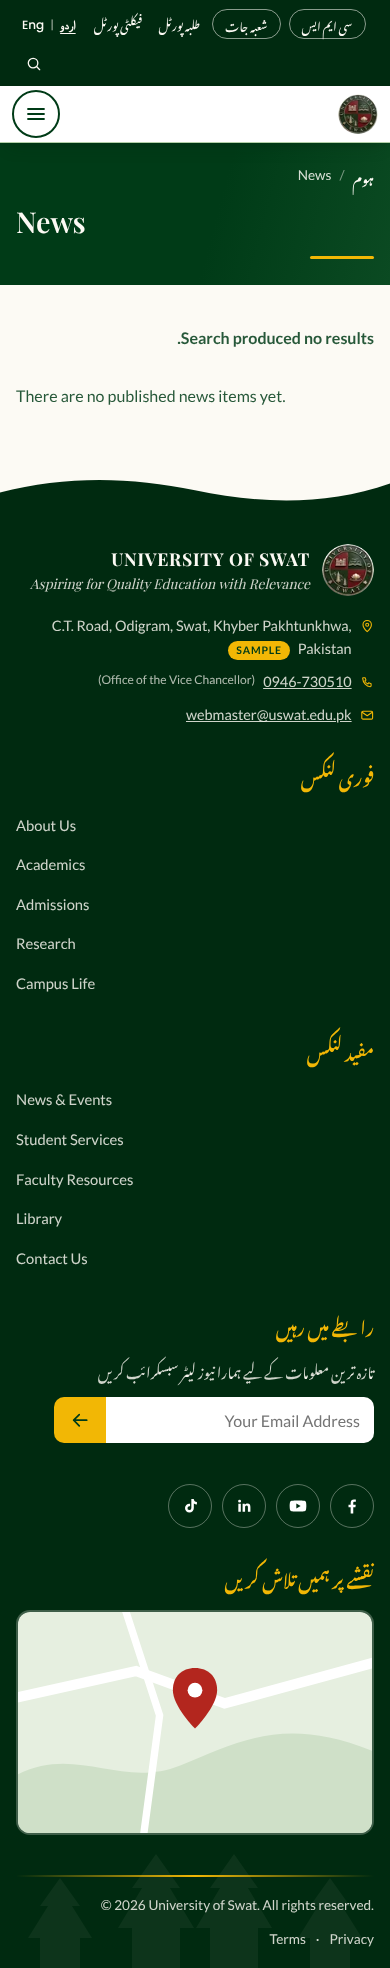 سی ایم ایس شعبہ جات طلبہ پورٹل فیکلٹی پورٹل اردو | Eng
ہوم / News
News
Search produced no results.
There are no published news items yet.
UNIVERSITY OF SWAT
Aspiring for Quality Education with Relevance
C.T. Road, Odigram, Swat, Khyber Pakhtunkhwa,
Pakistan SAMPLE
0946-730510 (Office of the Vice Chancellor)
webmaster@uswat.edu.pk
فوری لنکس
About Us
Academics
Admissions
Research
Campus Life
مفید لنکس
News & Events
Student Services
Faculty Resources
Library
Contact Us
رابطے میں رہیں
تازہ ترین معلومات کے لیے ہمارا نیوز لیٹر سبسکرائب کریں
Your Email Address
نقشے پر ہمیں تلاش کریں
© 2026 University of Swat. All rights reserved.
Terms · Privacy